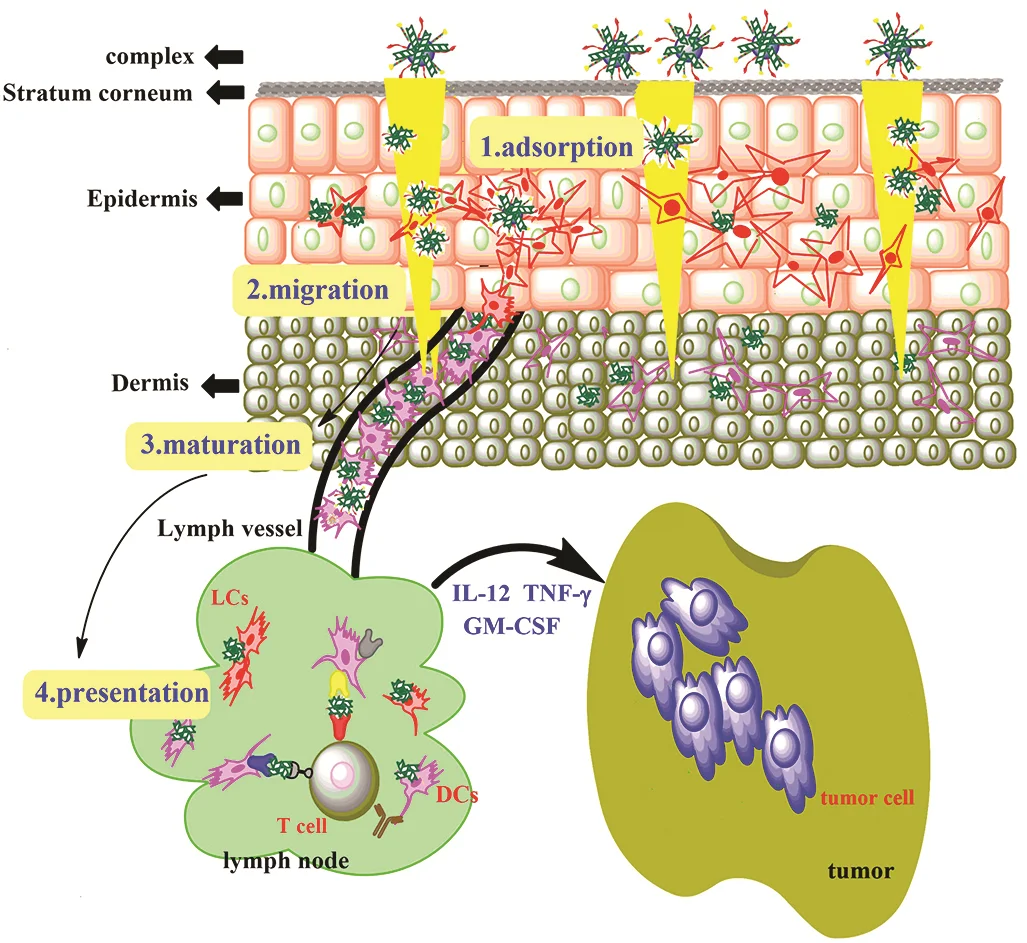 complex
Stratum corneum
1.adsorption
Epidermis
2.migration
Dermis
3.maturation
Lymph vessel
IL-12 TNF-γ
GM-CSF
LCs
4.presentation
DCs
tumor cell
T cell
lymph node
tumor